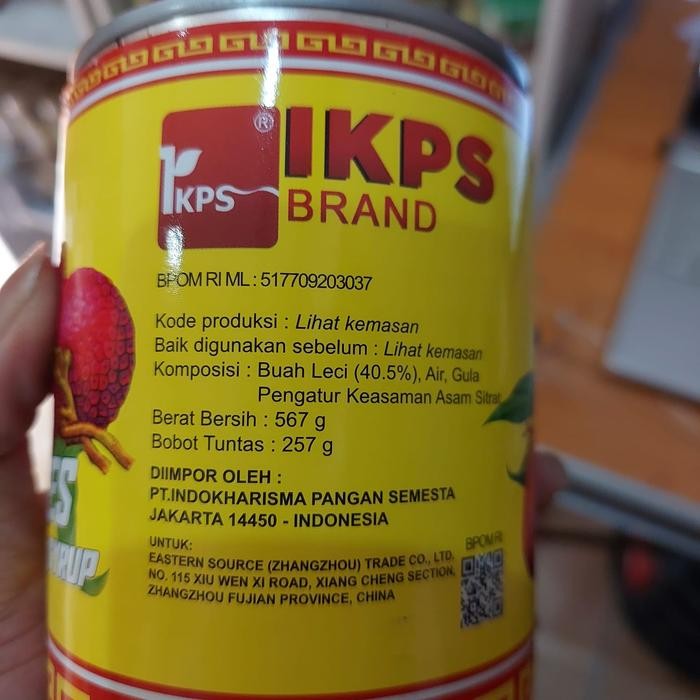 ®
IKPS
KPS
BRAND
BPOM RI ML : 517709203037
Kode produksi : Lihat kemasan
Baik digunakan sebelum : Lihat kemasan
Komposisi : Buah Leci (40.5%), Air, Gula
Pengatur Keasaman Asam Sitrat
Berat Bersih : 567 g
Bobot Tuntas : 257 g
DIIMPOR OLEH :
PT.INDOKHARISMA PANGAN SEMESTA
JAKARTA 14450 - INDONESIA
UNTUK:
EASTERN SOURCE (ZHANGZHOU) TRADE CO., LTD.
NO. 115 XIU WEN XI ROAD, XIANG CHENG SECTION,
ZHANGZHOU FUJIAN PROVINCE, CHINA
BPOM RI